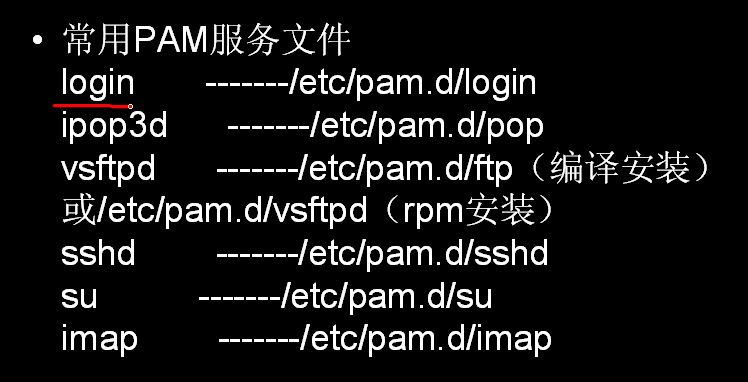 • 常用PAM服务文件
login -------/etc/pam.d/login
ipop3d -------/etc/pam.d/pop
vsftpd -------/etc/pam.d/ftp（编译安装）
或/etc/pam.d/vsftpd（rpm安装）
sshd -------/etc/pam.d/sshd
su -------/etc/pam.d/su
imap -------/etc/pam.d/imap